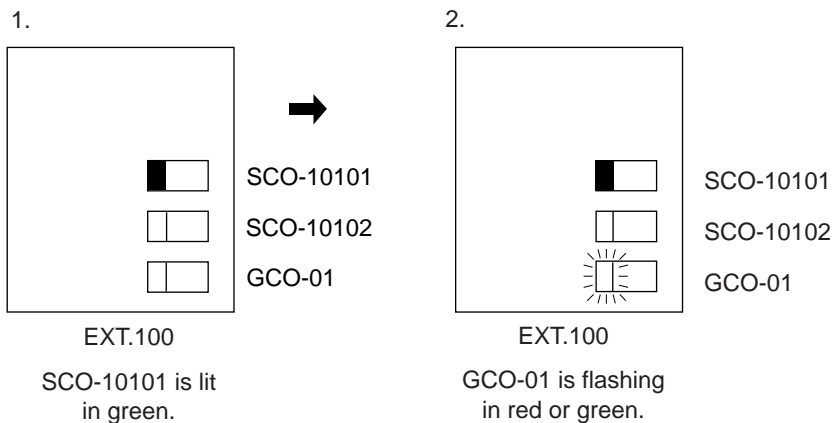 1.
SCO-10101
SCO-10102
GCO-01
EXT.100
SCO-10101 is lit
in green.
2.
SCO-10101
SCO-10102
GCO-01
EXT.100
GCO-01 is flashing
in red or green.